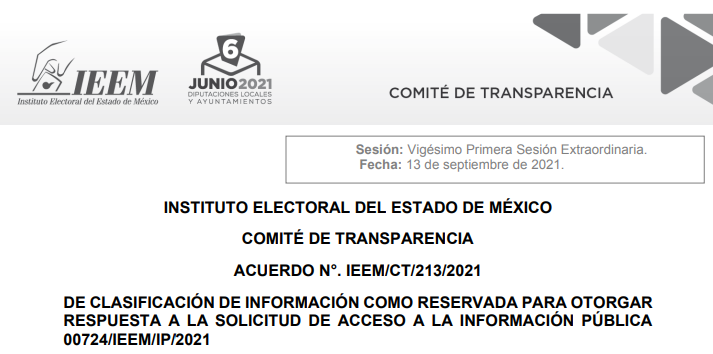 IEEM
Instituto Electoral del Estado de México
6
JUNIO2021
DIPUTACIONES LOCALES
Y AYUNTAMIENTOS
COMITÉ DE TRANSPARENCIA
Sesión: Vigésimo Primera Sesión Extraordinaria.
Fecha: 13 de septiembre de 2021.
INSTITUTO ELECTORAL DEL ESTADO DE MÉXICO
COMITÉ DE TRANSPARENCIA
ACUERDO N°. IEEM/CT/213/2021
DE CLASIFICACIÓN DE INFORMACIÓN COMO RESERVADA PARA OTORGAR
RESPUESTA A LA SOLICITUD DE ACCESO A LA INFORMACIÓN PÚBLICA
00724/IEEM/IP/2021